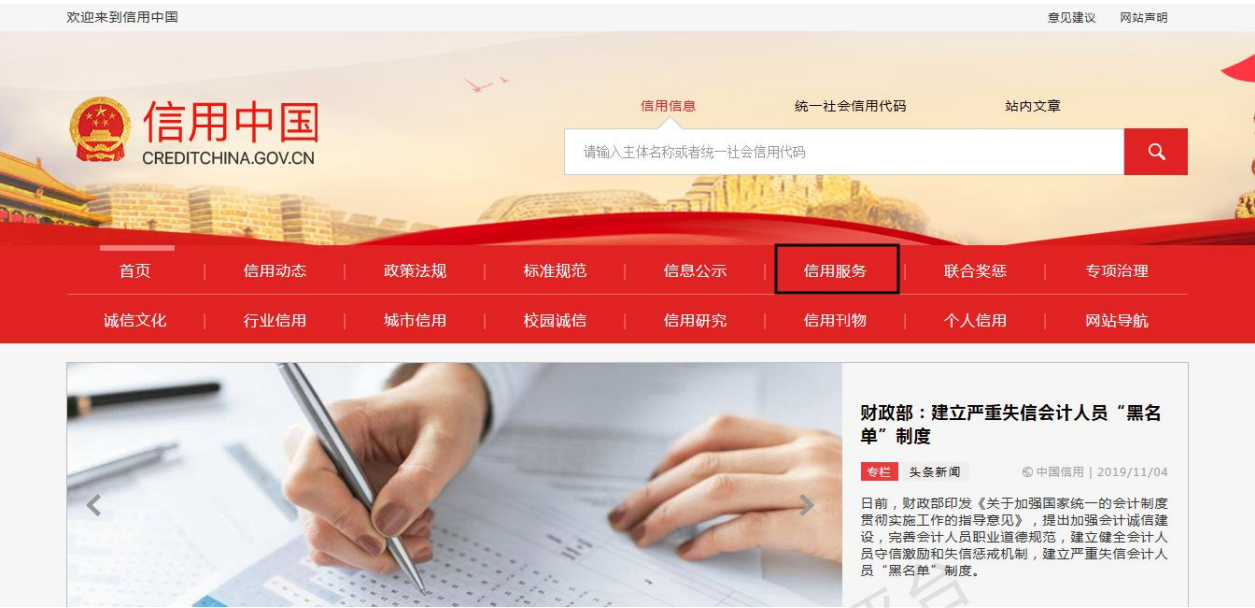 欢迎来到信用中国
意见建议 网站声明
信用信息 统一社会信用代码 站内文章
信用中国
CREDITCHINA.GOV.CN
请输入主体名称或者统一社会信用代码
首页 信用动态 政策法规 标准规范 信息公示 信用服务 联合奖惩 专项治理
诚信文化 行业信用 城市信用 校园诚信 信用研究 信用刊物 个人信用 网站导航
财政部：建立严重失信会计人员“黑名
单”制度
专栏 头条新闻 中国信用 | 2019/11/04
日前，财政部印发《关于加强国家统一的会计制度
贯彻实施工作的指导意见》，提出加强会计诚信建
设，完善会计人员职业道德规范，建立健全会计人
员守信激励和失信惩戒机制，建立严重失信会计人
员“黑名单”制度。